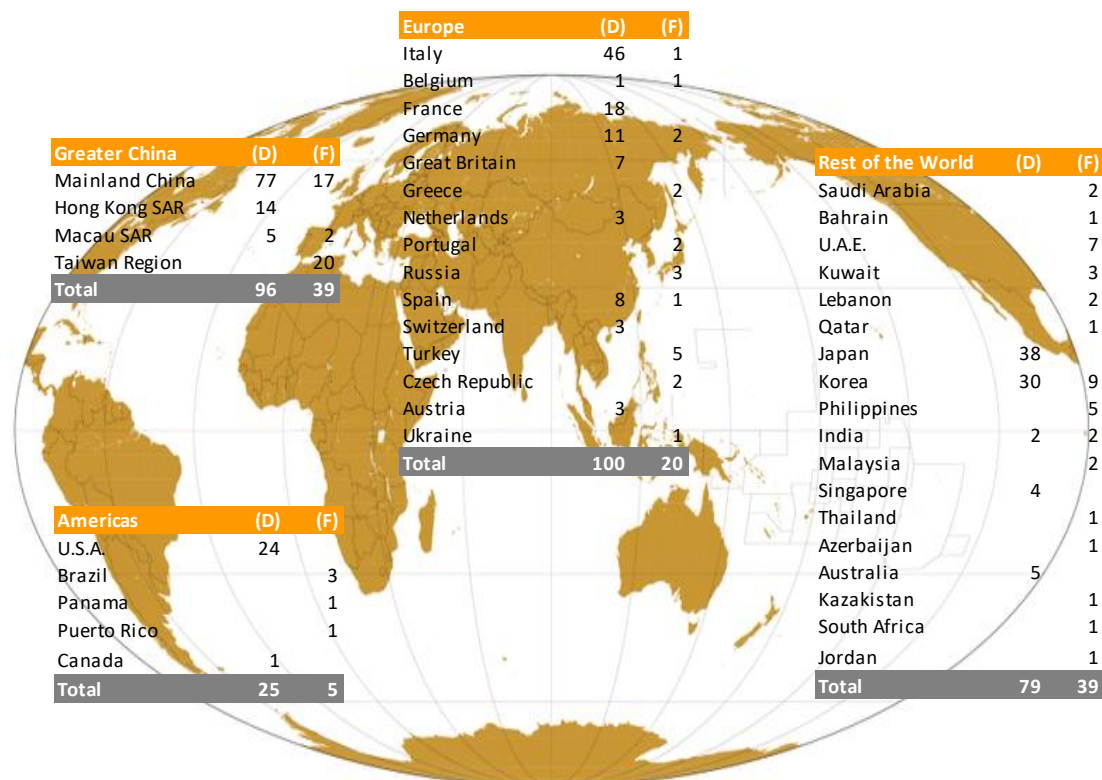 Europe (D) (F)
Italy 46 1
Belgium 1 1
France 18
Germany 11 2
Great Britain 7
Greece 2
Netherlands 3
Portugal 2
Russia 3
Spain 8 1
Switzerland 3
Turkey 5
Czech Republic 2
Austria 3
Ukraine 1
Total 100 20
Greater China (D) (F)
Mainland China 77 17
Hong Kong SAR 14
Macau SAR 5 2
Taiwan Region 20
Total 96 39
Americas (D) (F)
U.S.A. 24
Brazil 3
Panama 1
Puerto Rico 1
Canada 1
Total 25 5
Rest of the World (D) (F)
Saudi Arabia 2
Bahrain 1
U.A.E. 7
Kuwait 3
Lebanon 2
Qatar 1
Japan 38
Korea 30 9
Philippines 5
India 2 2
Malaysia 2
Singapore 4
Thailand 1
Azerbaijan 1
Australia 5
Kazakistan 1
South Africa 1
Jordan 1
Total 79 39